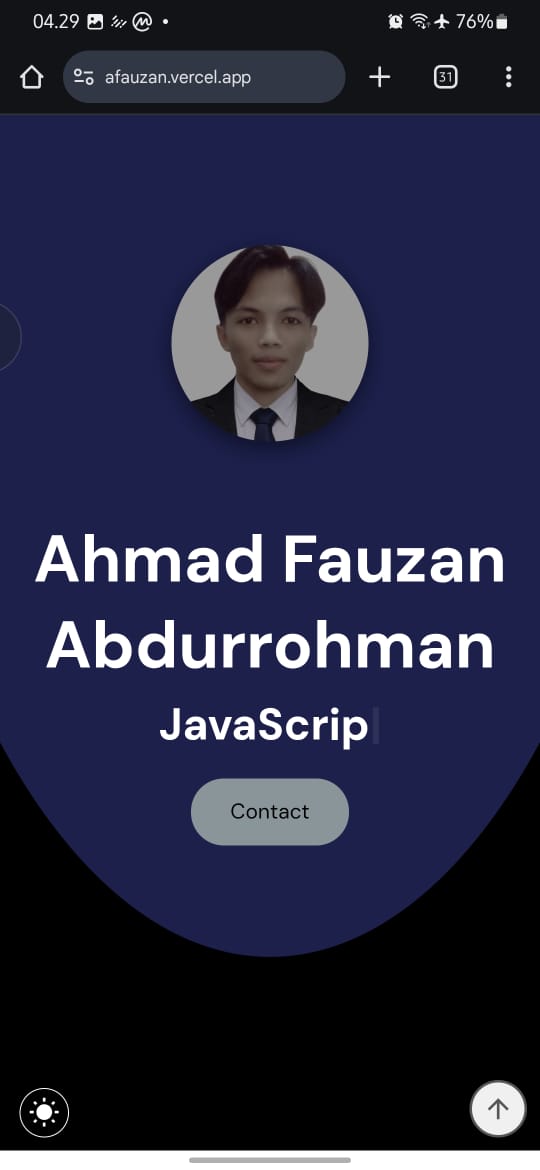 04.29
76%
31
afauzan.vercel.app
Ahmad Fauzan
Abdurrohman
JavaScrip
Contact